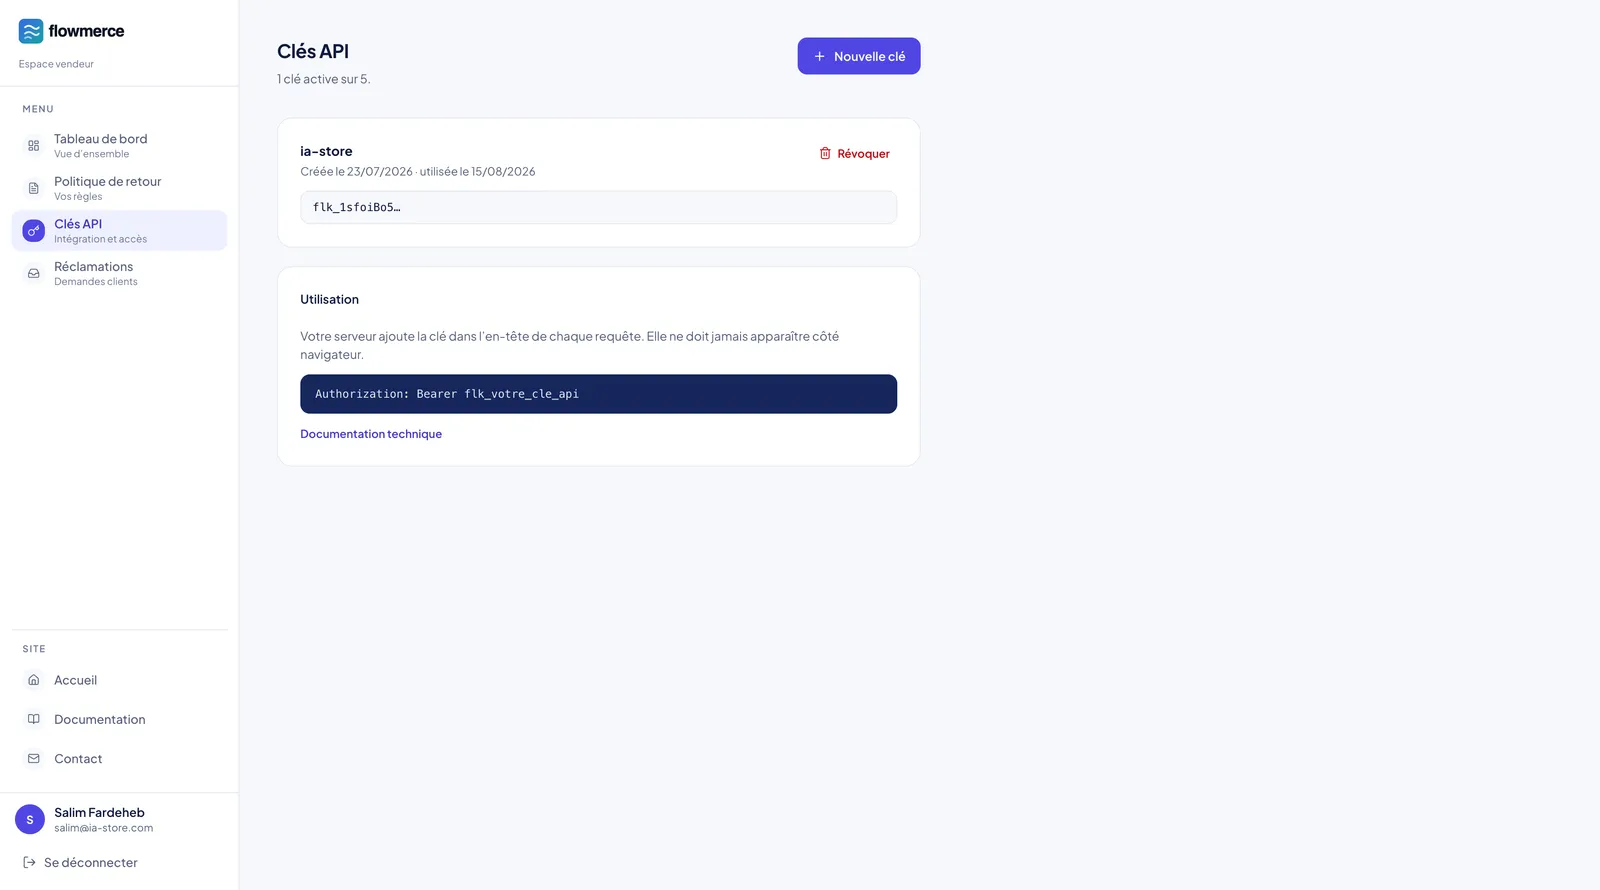 flowmerce
Espace vendeur
MENU
Tableau de bord
Vue d'ensemble
Politique de retour
Vos règles
Clés API
Intégration et accès
Réclamations
Demandes clients
SITE
Accueil
Documentation
Contact
S
Salim Fardeheb
salim@ia-store.com
Se déconnecter
Clés API
1 clé active sur 5.
Nouvelle clé
ia-store
Révoquer
Créée le 23/07/2026 · utilisée le 15/08/2026
flk_1sfoiBo5…
Utilisation
Votre serveur ajoute la clé dans l'en-tête de chaque requête. Elle ne doit jamais apparaître côté
navigateur.
Authorization: Bearer flk_votre_cle_api
Documentation technique